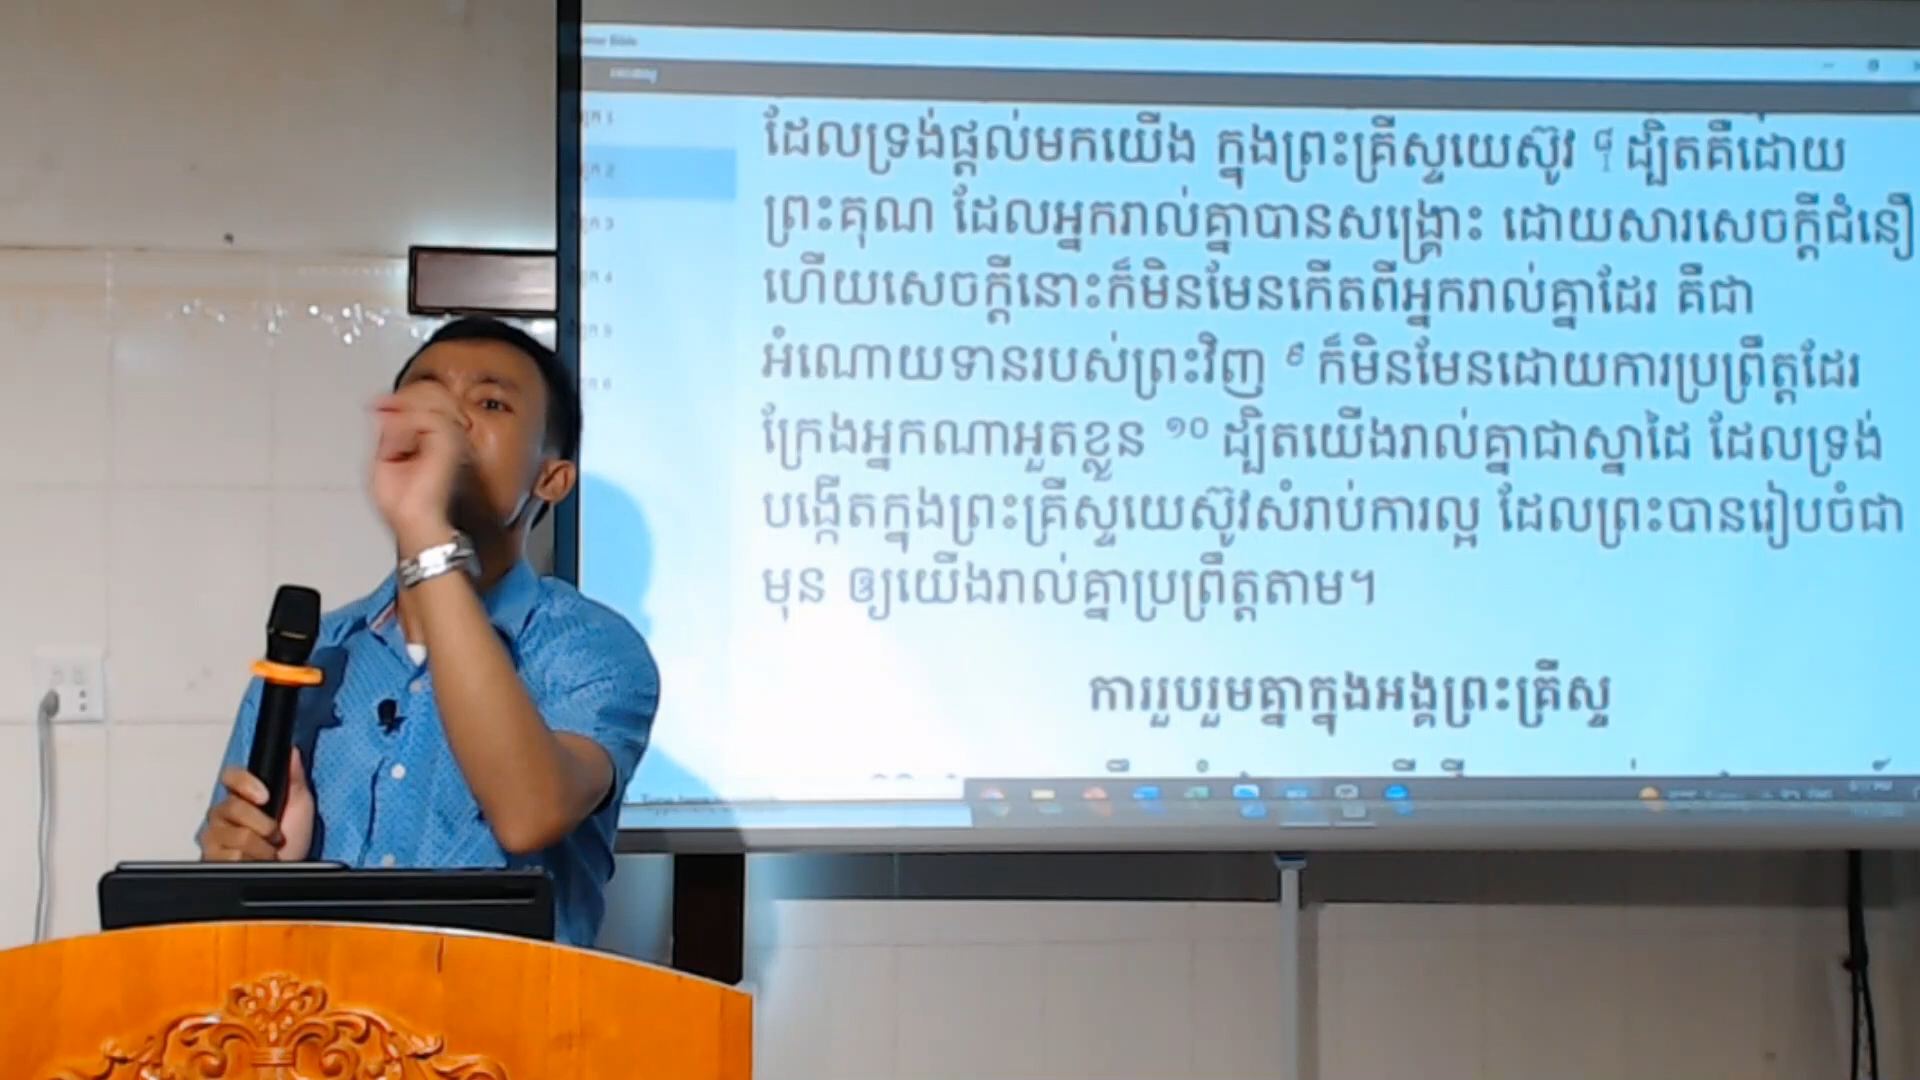 Bible
ដែលទ្រង់ផ្តល់មកយើង ក្នុងព្រះគ្រីស្ទយេស៊ូវ ៨ ដ្បិតគឺដោយ
ព្រះគុណ ដែលអ្នករាល់គ្នាបានសង្គ្រោះ ដោយសារសេចក្ដីជំនឿ
ហើយសេចក្ដីនោះក៏មិនមែនកើតពីអ្នករាល់គ្នាដែរ គឺជា
អំណោយទានរបស់ព្រះវិញ ៩ ក៏មិនមែនដោយការប្រព្រឹត្តដែរ
ក្រែងអ្នកណាអួតខ្លួន ១០ ដ្បិតយើងរាល់គ្នាជាស្នាដៃ ដែលទ្រង់
បង្កើតក្នុងព្រះគ្រីស្ទយេស៊ូវសំរាប់ការល្អ ដែលព្រះបានរៀបចំជា
មុន ឲ្យយើងរាល់គ្នាប្រព្រឹត្តតាម។
ការរួបរួមគ្នាក្នុងអង្គព្រះគ្រីស្ទ